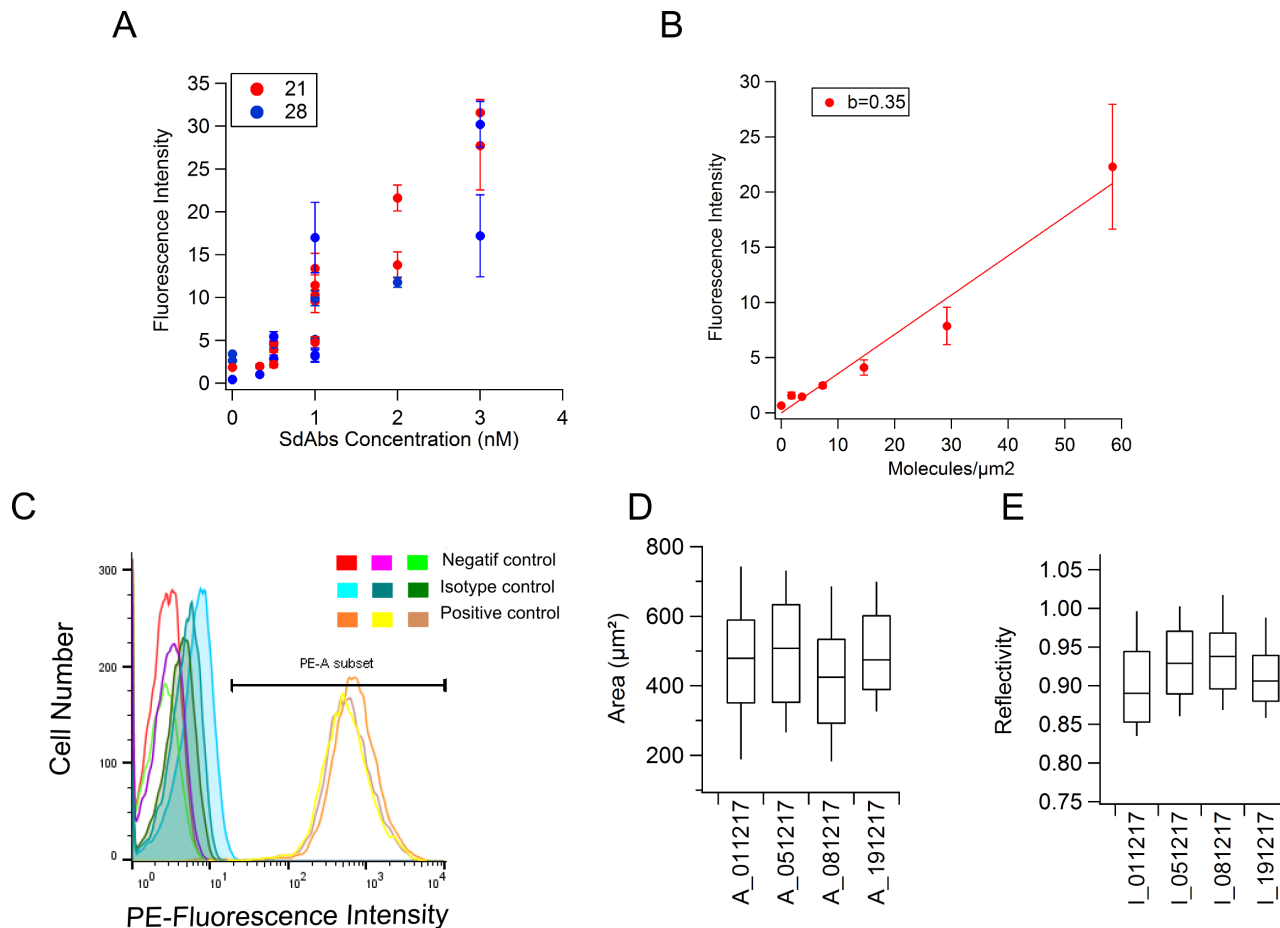 A
21
28
35
30
25
20
15
10
5
0
Fluorescence Intensity
0 1 2 3 4
SdAbs Concentration (nM)
B
b=0.35
30
25
20
15
10
5
0
Fluorescence Intensity
0 10 20 30 40 50 60
Molecules/µm2
C
300
200
100
0
Cell Number
Negatif control
Isotype control
Positive control
PE-A subset
10⁰ 10¹ 10² 10³ 10⁴
PE-Fluorescence Intensity
D
800
600
400
200
Area (µm²)
A_011217
A_051217
A_081217
A_191217
E
1.05
1.00
0.95
0.90
0.85
0.80
0.75
Reflectivity
I_011217
I_051217
I_081217
I_191217